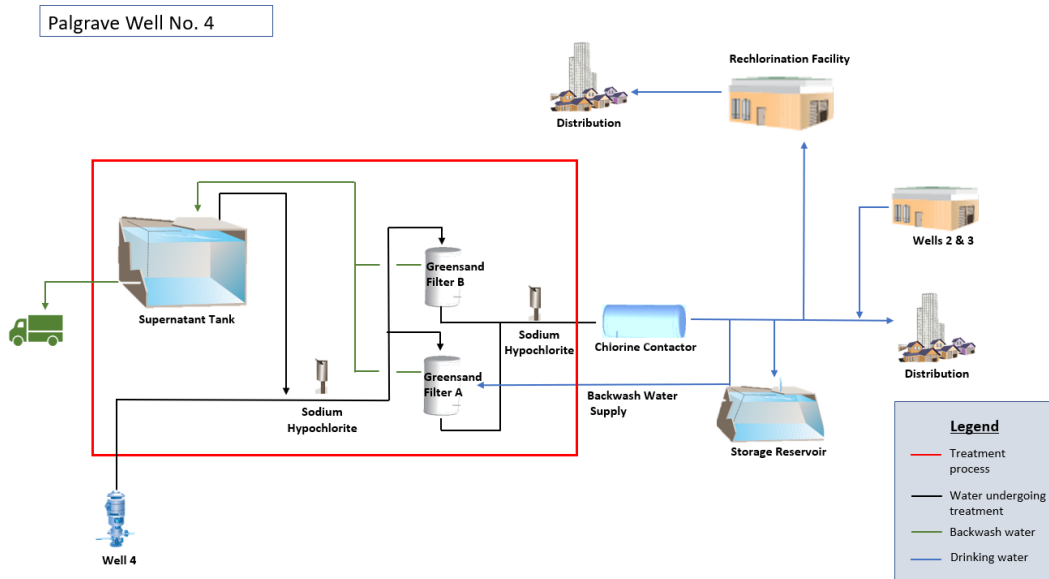 Palgrave Well No. 4
Rechlorination Facility
Distribution
Wells 2 & 3
Greensand
Filter B
Supernatant Tank
Sodium
Hypochlorite
Chlorine Contactor
Greensand
Filter A
Distribution
Backwash Water
Supply
Sodium
Hypochlorite
Storage Reservoir
Well 4
Legend
Treatment
process
Water undergoing
treatment
Backwash water
Drinking water